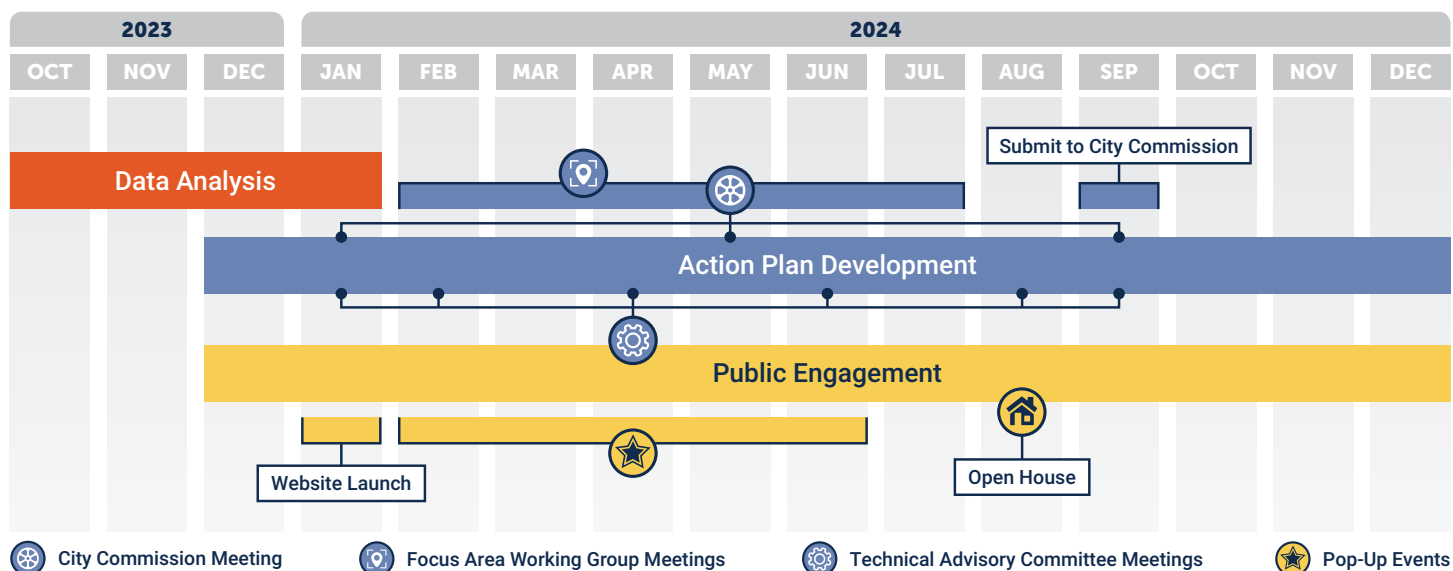 2023 2024
OCT NOV DEC JAN FEB MAR APR MAY JUN JUL AUG SEP OCT NOV DEC
Submit to City Commission
Data Analysis
Action Plan Development
Public Engagement
Website Launch
Open House
City Commission Meeting Focus Area Working Group Meetings Technical Advisory Committee Meetings Pop-Up Events